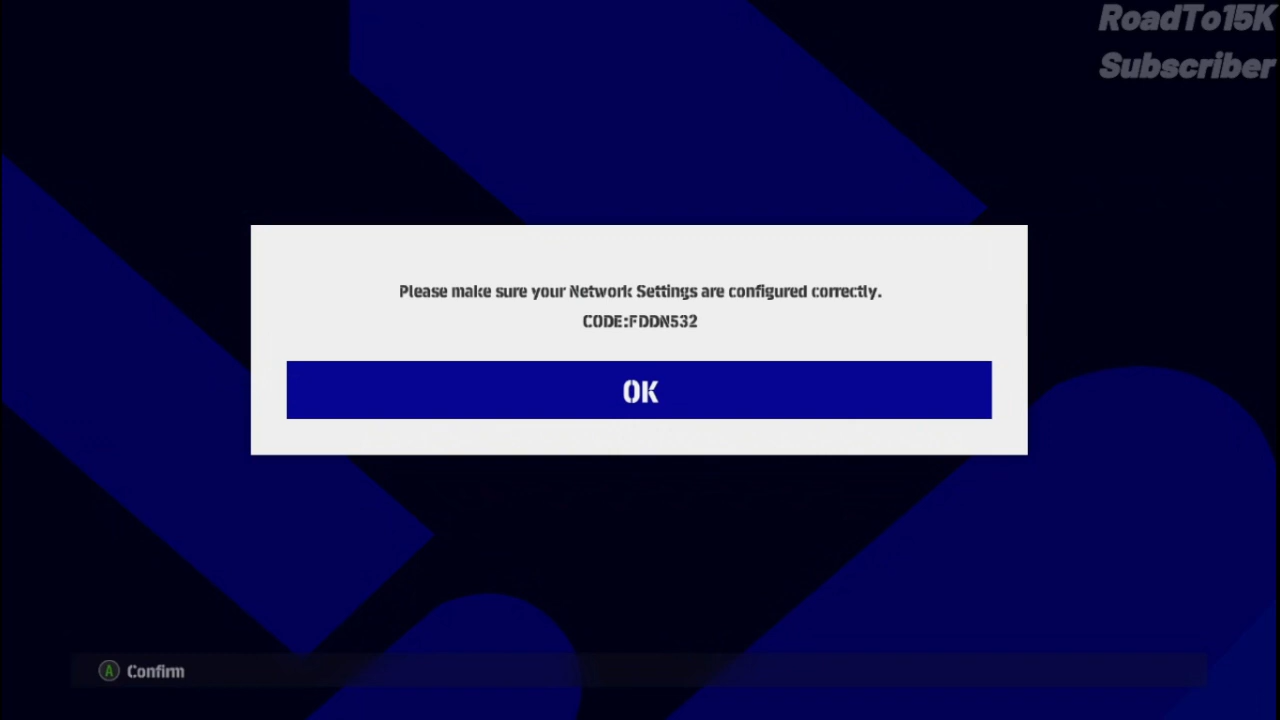 RoadTo15K
Subscriber
Please make sure your Network Settings are configured correctly.
CODE:FDDN532
OK
A Confirm